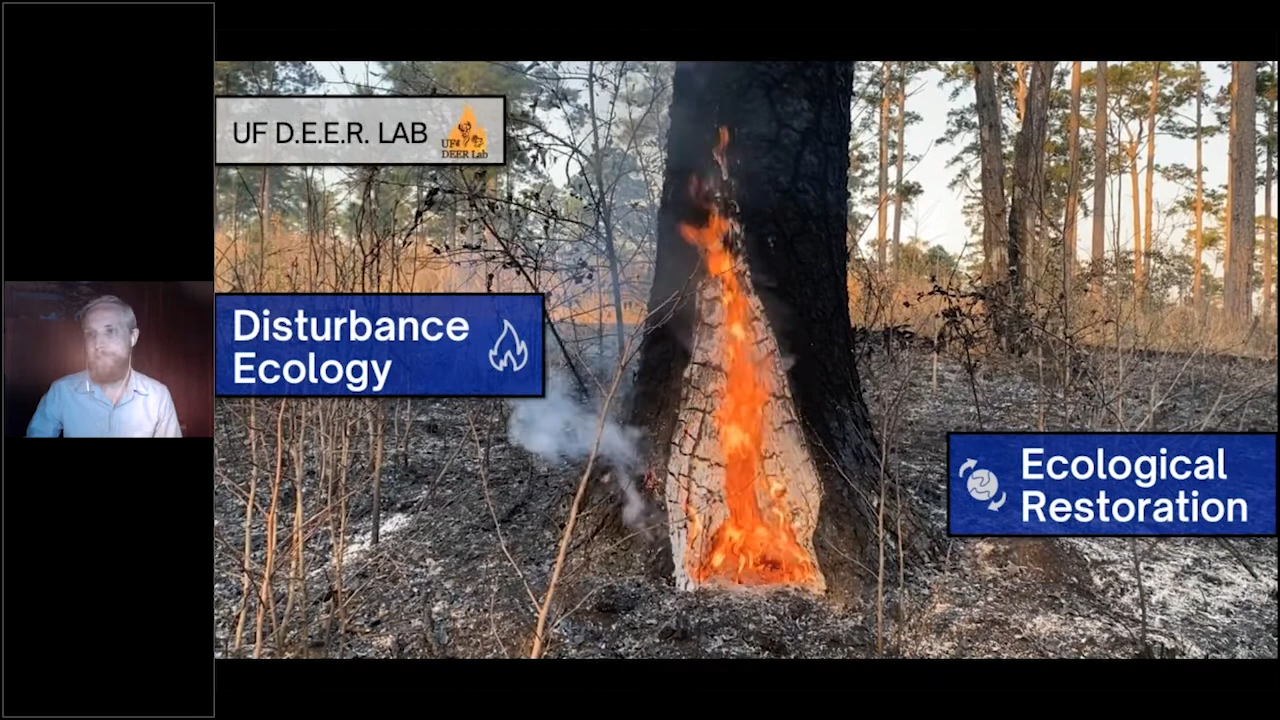 UF D.E.E.R. LAB
UF
DEER Lab
Disturbance
Ecology
Ecological
Restoration